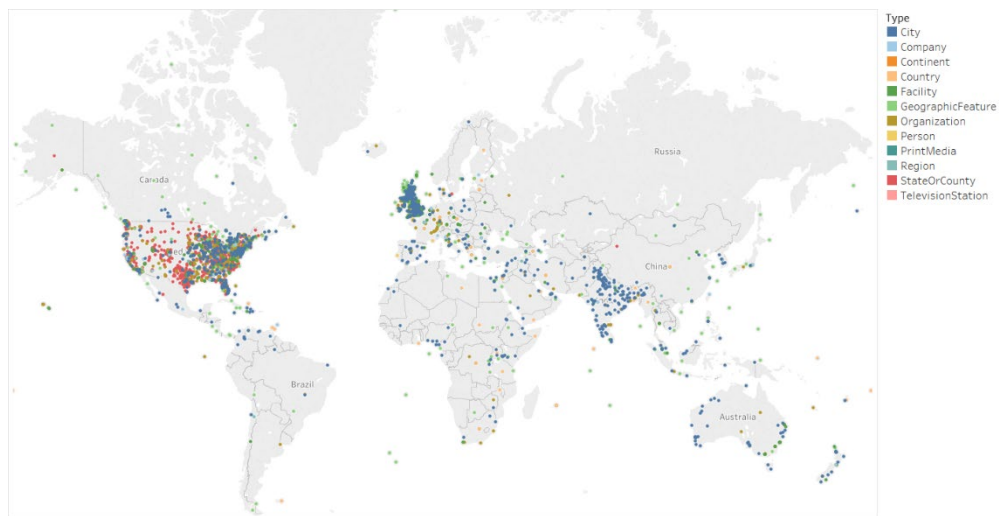 Type
City
Company
Continent
Country
Facility
GeographicFeature
Organization
Person
PrintMedia
Region
StateOrCounty
TelevisionStation
Russia
Canada
China
Brazil
Australia